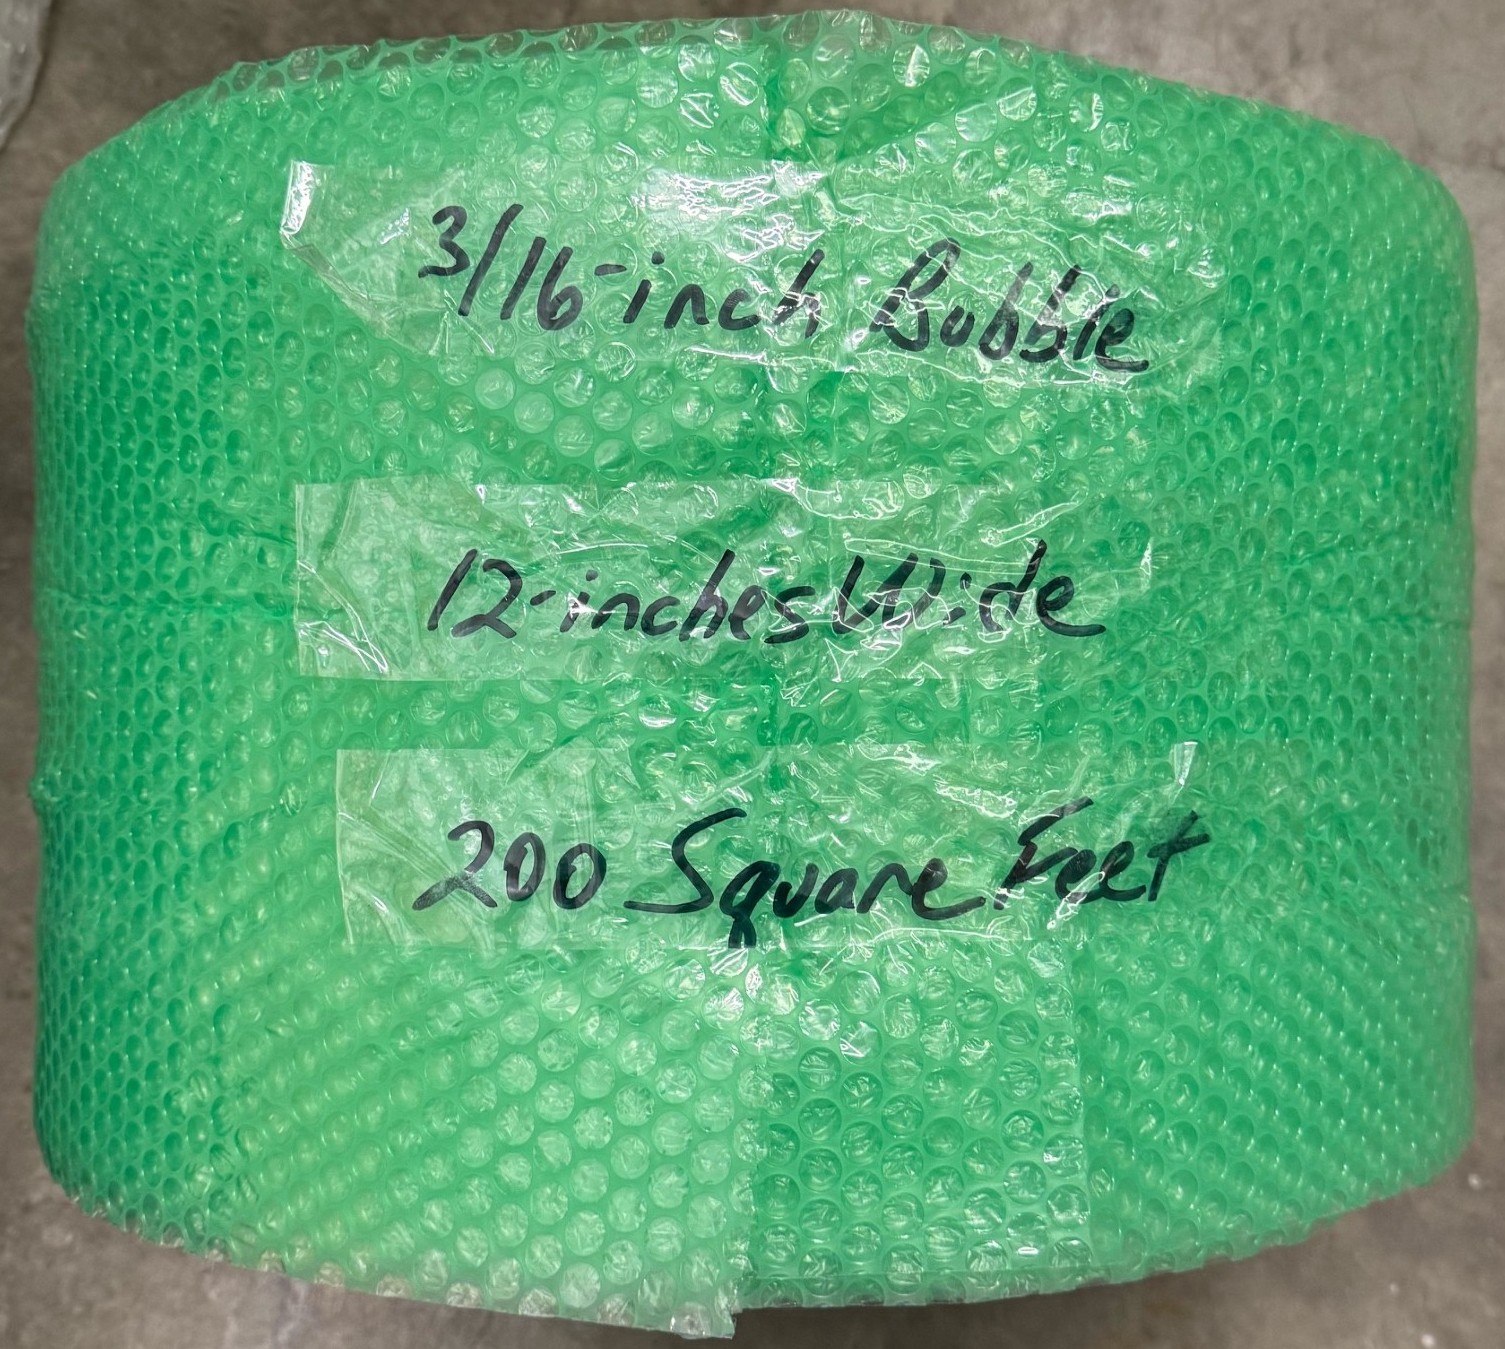 3/16-inch Bubble
12-inches Wide
200 Square Feet